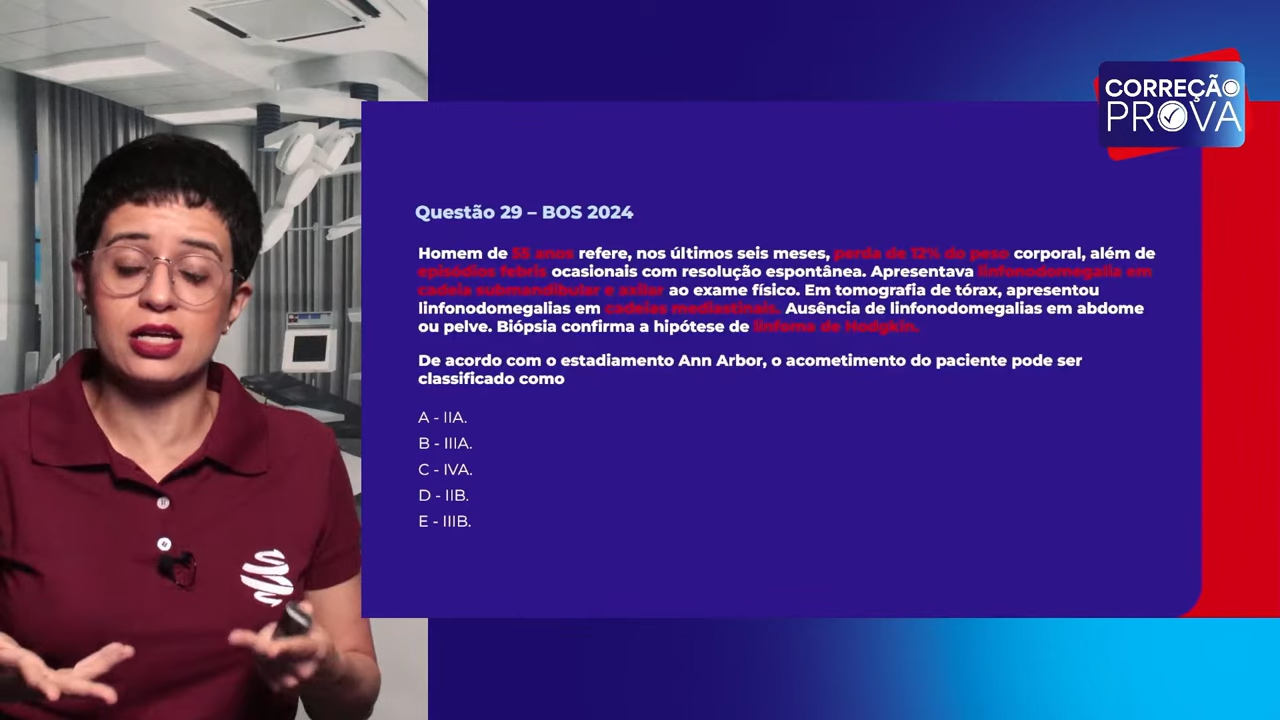 CORREÇÃO
PROVA
Questão 29 – BOS 2024
Homem de 55 anos refere, nos últimos seis meses, perda de 12% do peso corporal, além de
episódios febris ocasionais com resolução espontânea. Apresentava linfonodomegalia em
cadeia submandibular e axilar ao exame físico. Em tomografia de tórax, apresentou
linfonodomegalias em cadeias mediastinais. Ausência de linfonodomegalias em abdome
ou pelve. Biópsia confirma a hipótese de linfoma de Hodgkin.
De acordo com o estadiamento Ann Arbor, o acometimento do paciente pode ser
classificado como
A - IIA.
B - IIIA.
C - IVA.
D - IIB.
E - IIIB.